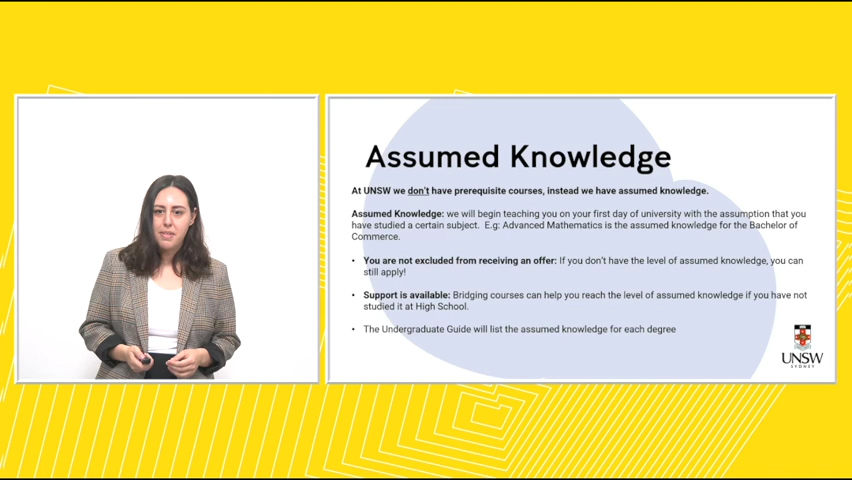 Assumed Knowledge
At UNSW we don't have prerequisite courses, instead we have assumed knowledge.
Assumed Knowledge: we will begin teaching you on your first day of university with the assumption that you
have studied a certain subject.  E.g: Advanced Mathematics is the assumed knowledge for the Bachelor of
Commerce.
• You are not excluded from receiving an offer: If you don't have the level of assumed knowledge, you can
still apply!
• Support is available: Bridging courses can help you reach the level of assumed knowledge if you have not
studied it at High School.
• The Undergraduate Guide will list the assumed knowledge for each degree
UNSW
SYDNEY